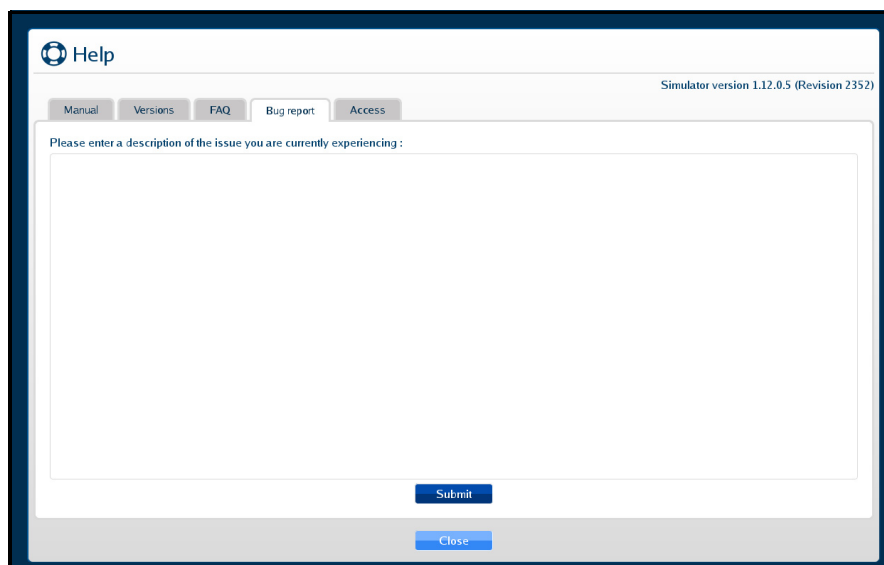 Help
Simulator version 1.12.0.5 (Revision 2352)
Manual Versions FAQ Bug report Access
Please enter a description of the issue you are currently experiencing :
Submit
Close